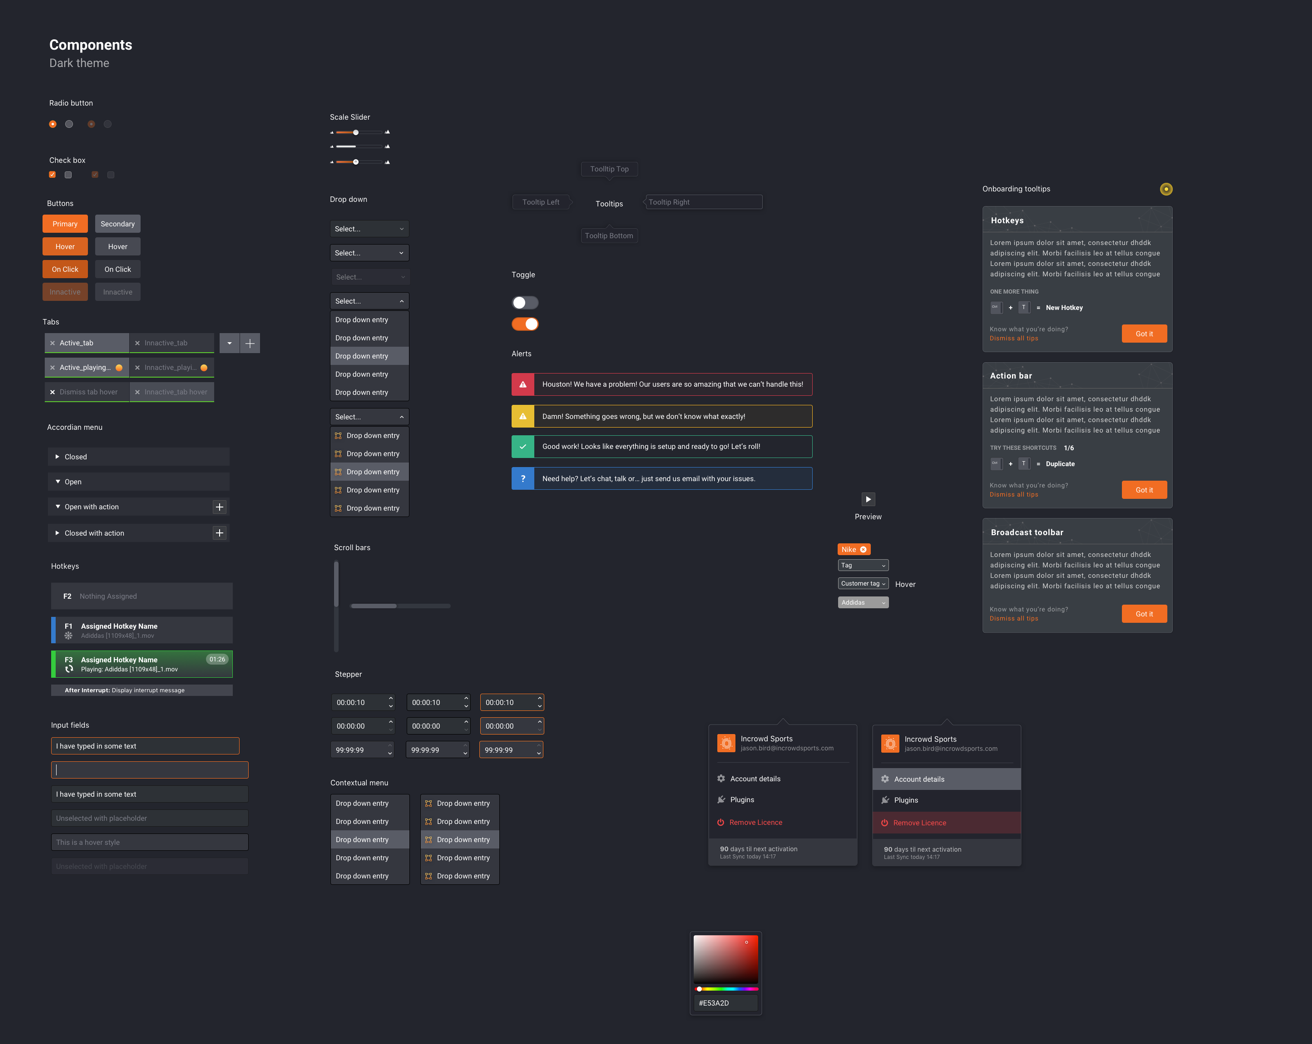 Components
Dark theme
Radio button
Check box
Buttons
Primary
Secondary
Hover
Hover
On Click
On Click
Innactive
Innactive
Tabs
Active_tab
Innactive_tab
Active_playing...
Innactive_playi...
Dismiss tab hover
Innactive_tab hover
Accordian menu
Closed
Open
Open with action
Closed with action
Hotkeys
F2 Nothing Assigned
F1 Assigned Hotkey Name
Adiddas [1109x48]_1.mov
F3 Assigned Hotkey Name 01:26
Playing: Adiddas [1109x48]_1.mov
After Interrupt: Display interrupt message
Input fields
I have typed in some text
I have typed in some text
Unselected with placeholder
This is a hover style
Unselected with placeholder
Scale Slider
Drop down
Select...
Select...
Select...
Select...
Drop down entry
Drop down entry
Drop down entry
Drop down entry
Drop down entry
Select...
Drop down entry
Drop down entry
Drop down entry
Drop down entry
Drop down entry
Scroll bars
Stepper
00:00:10
00:00:10
00:00:10
00:00:00
00:00:00
00:00:00
99:99:99
99:99:99
99:99:99
Contextual menu
Drop down entry
Drop down entry
Drop down entry
Drop down entry
Drop down entry
Drop down entry
Drop down entry
Drop down entry
Drop down entry
Drop down entry
Toolltip Top
Tooltip Left
Tooltips
Tooltip Right
Tooltip Bottom
Toggle
Alerts
Houston! We have a problem! Our users are so amazing that we can't handle this!
Damn! Something goes wrong, but we don't know what exactly!
Good work! Looks like everything is setup and ready to go! Let's roll!
? Need help? Let's chat, talk or... just send us email with your issues.
Preview
Nike
Tag
Customer tag
Hover
Addidas
Incrowd Sports
jason.bird@incrowdsports.com
Account details
Plugins
Remove Licence
90 days til next activation
Last Sync today 14:17
Incrowd Sports
jason.bird@incrowdsports.com
Account details
Plugins
Remove Licence
90 days til next activation
Last Sync today 14:17
#E53A2D
Onboarding tooltips
Hotkeys
Lorem ipsum dolor sit amet, consectetur dhddk
adipiscing elit. Morbi facilisis leo at tellus congue
Lorem ipsum dolor sit amet, consectetur dhddk
adipiscing elit. Morbi facilisis leo at tellus congue
ONE MORE THING
+ T = New Hotkey
Know what you're doing?
Dismiss all tips
Got it
Action bar
Lorem ipsum dolor sit amet, consectetur dhddk
adipiscing elit. Morbi facilisis leo at tellus congue
Lorem ipsum dolor sit amet, consectetur dhddk
adipiscing elit. Morbi facilisis leo at tellus congue
TRY THESE SHORTCUTS 1/6
+ T = Duplicate
Know what you're doing?
Dismiss all tips
Got it
Broadcast toolbar
Lorem ipsum dolor sit amet, consectetur dhddk
adipiscing elit. Morbi facilisis leo at tellus congue
Lorem ipsum dolor sit amet, consectetur dhddk
adipiscing elit. Morbi facilisis leo at tellus congue
Know what you're doing?
Dismiss all tips
Got it